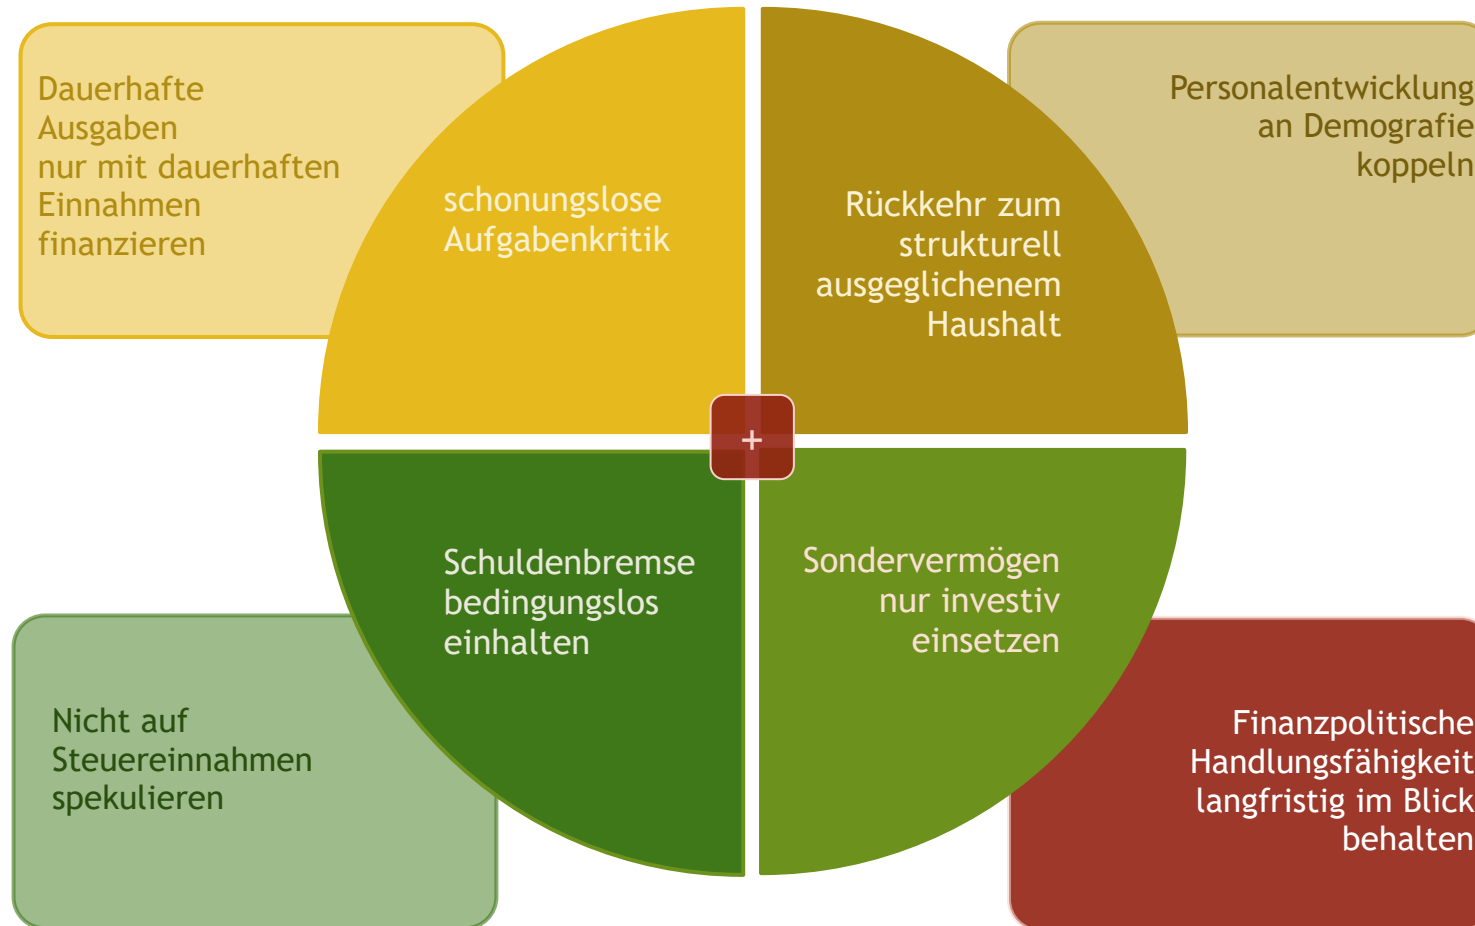 Dauerhafte
Ausgaben
nur mit dauerhaften
Einnahmen
finanzieren
schonungslose
Aufgabenkritik
Rückkehr zum
strukturell
ausgeglichenem
Haushalt
Personalentwicklung
an Demografie
koppeln
+
Nicht auf
Steuereinnahmen
spekulieren
Schuldenbremse
bedingungslos
einhalten
Sondervermögen
nur investiv
einsetzen
Finanzpolitische
Handlungsfähigkeit
langfristig im Blick
behalten